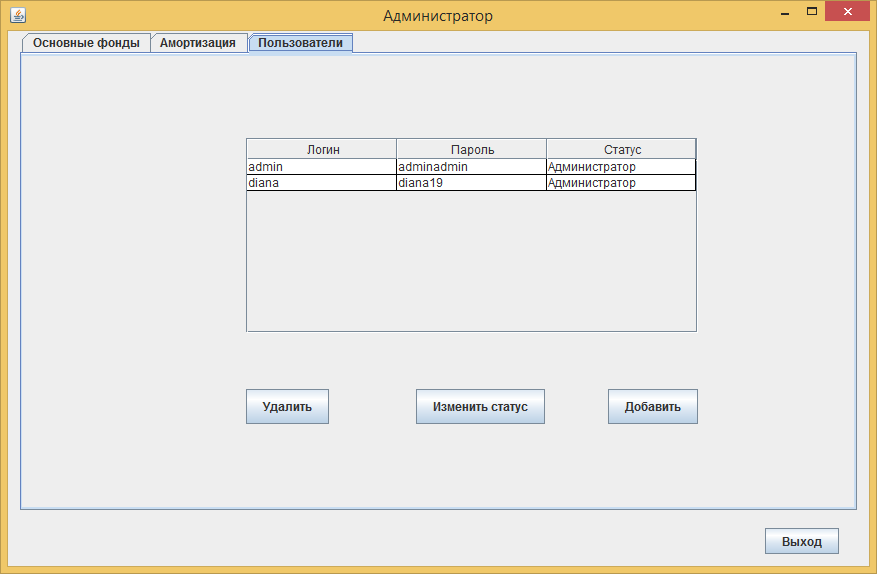 Администратор
Основные фонды Амортизация Пользователи
Логин Пароль Статус
admin adminadmin Администратор
diana diana19 Администратор
Удалить Изменить статус Добавить
Выход